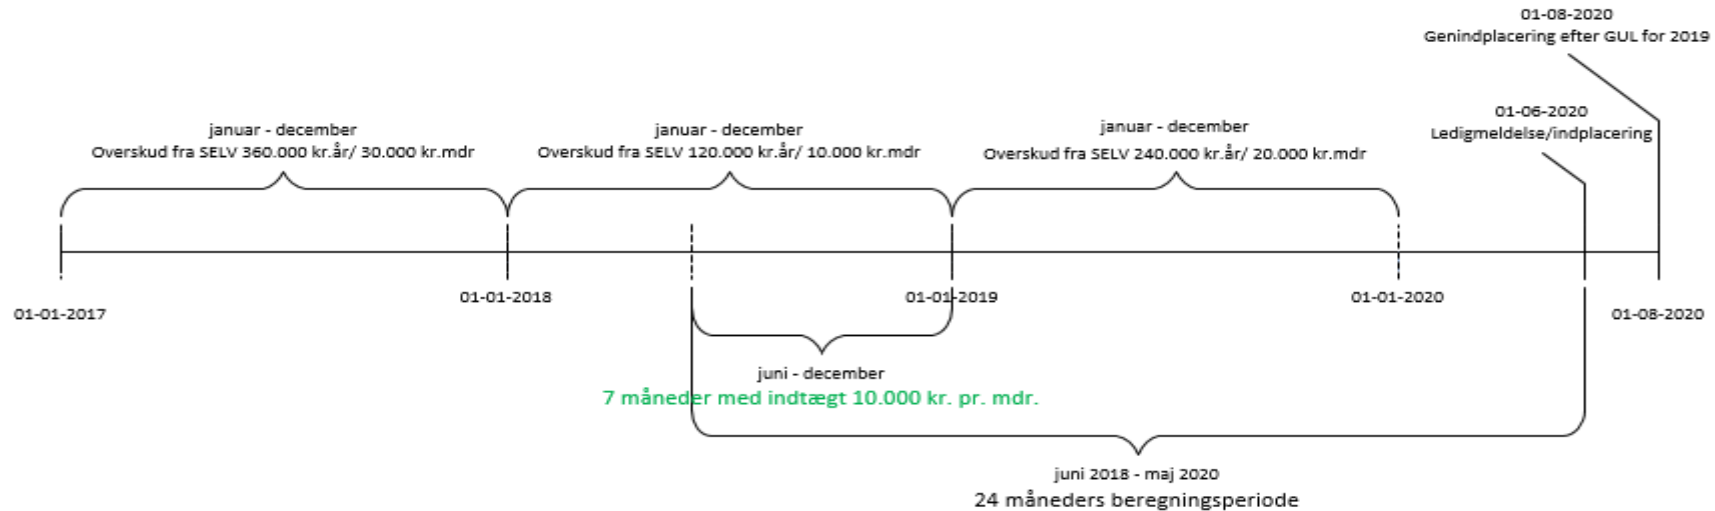 01-08-2020
Genindplacering efter GUL for 2019
01-06-2020
Ledigmeldelse/indplacering
januar - december
Overskud fra SELV 360.000 kr.år/ 30.000 kr.mdr
januar - december
Overskud fra SELV 120.000 kr.år/ 10.000 kr.mdr
januar - december
Overskud fra SELV 240.000 kr.år/ 20.000 kr.mdr
01-01-2017
01-01-2018
01-01-2019
01-01-2020
01-08-2020
juni - december
7 måneder med indtægt 10.000 kr. pr. mdr.
juni 2018 - maj 2020
24 måneders beregningsperiode